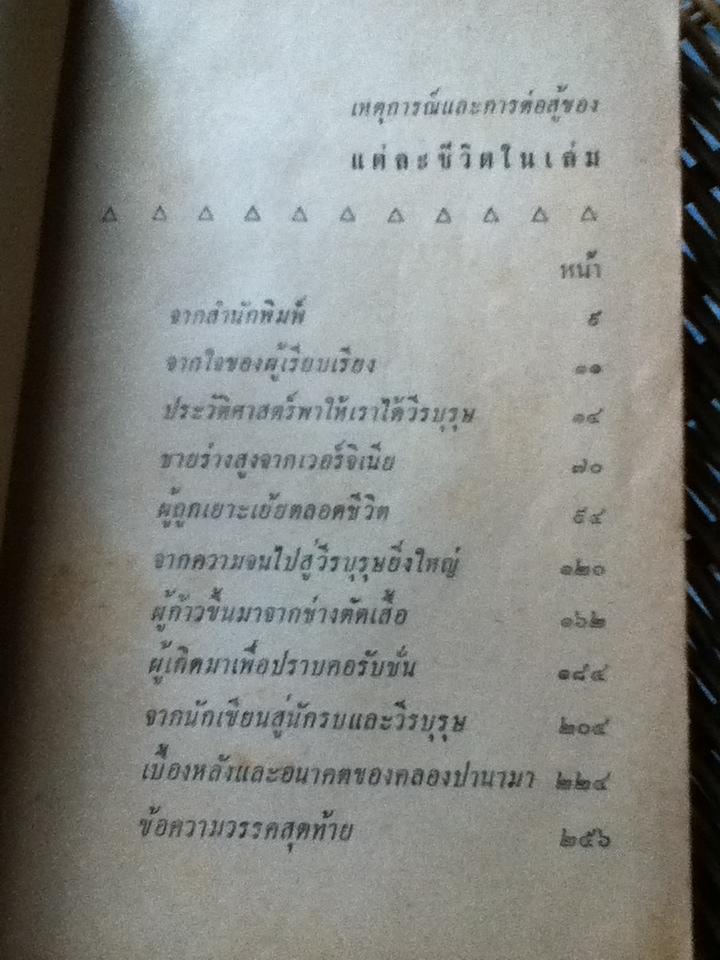 เหตุการณ์และการต่อสู้ของ
แต่ละชีวิตในเล่ม
หน้า
จากสำนักพิมพ์ ๙
จากใจของผู้เรียบเรียง ๑๑
ประวัติศาสตร์พาให้เราได้วีรบุรุษ ๑๔
ชายร่างสูงจากเวอร์จิเนีย ๗๐
ผู้ถูกเยาะเย้ยตลอดชีวิต ๙๔
จากความจนไปสู่วีรบุรุษยิ่งใหญ่ ๑๒๐
ผู้ก้าวขึ้นมาจากช่างตัดเสื้อ ๑๖๒
ผู้เกิดมาเพื่อปราบคอรับชั่น ๑๘๔
จากนักเขียนสู่นักรบและวีรบุรุษ ๒๐๔
เบื้องหลังและอนาคตของคลองปานามา ๒๒๔
ข้อความวรรคสุดท้าย ๒๕๖